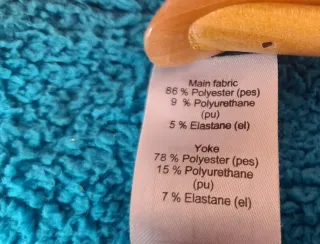 Main fabric
86 % Polyester (pes)
9 % Polyurethane
(pu)
5 % Elastane (el)
Yoke
78 % Polyester (pes)
15 % Polyurethane
(pu)
7 % Elastane (el)